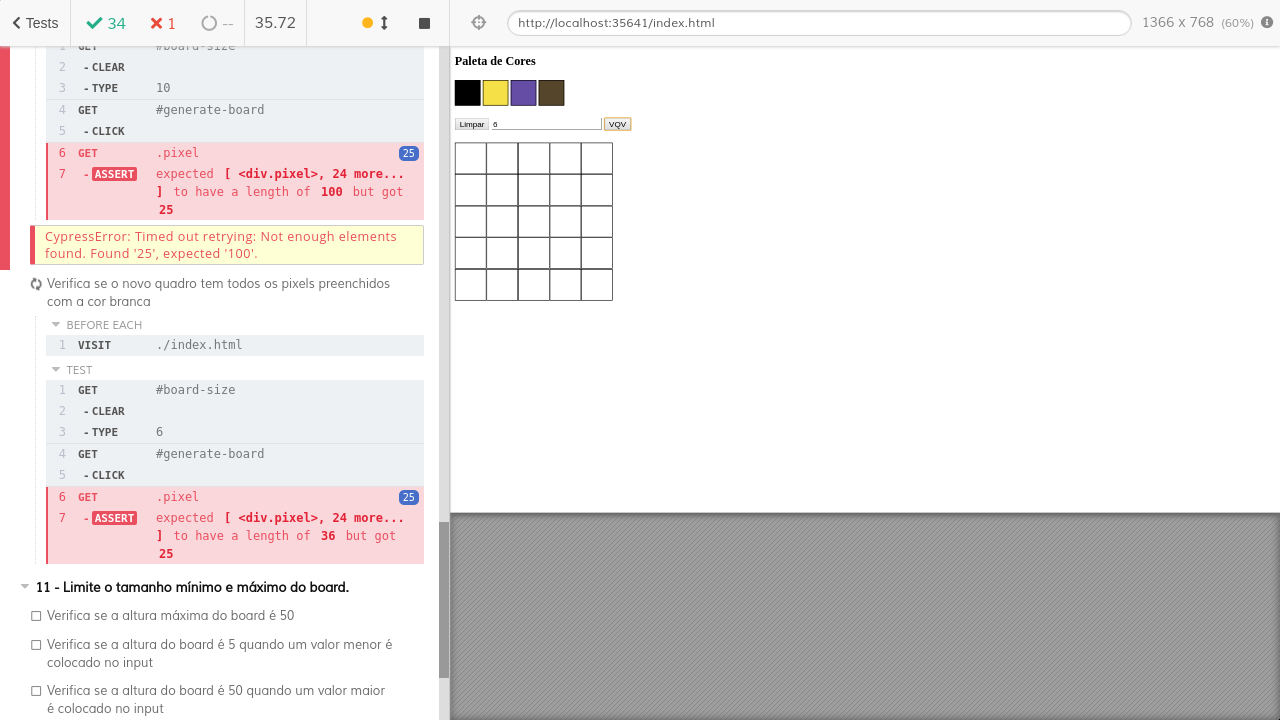 Tests 34 1 -- 35.72 http://localhost:35641/index.html 1366 x 768 (60%)
1 GET #board-size
2 - CLEAR
3 - TYPE 10
4 GET #generate-board
5 - CLICK
6 GET .pixel 25
7 - ASSERT expected [ <div.pixel>, 24 more...
] to have a length of 100 but got
25
CypressError: Timed out retrying: Not enough elements
found. Found '25', expected '100'.
Verifica se o novo quadro tem todos os pixels preenchidos
com a cor branca
BEFORE EACH
1 VISIT ./index.html
TEST
1 GET #board-size
2 - CLEAR
3 - TYPE 6
4 GET #generate-board
5 - CLICK
6 GET .pixel 25
7 - ASSERT expected [ <div.pixel>, 24 more...
] to have a length of 36 but got
25
11 - Limite o tamanho mínimo e máximo do board.
Verifica se a altura máxima do board é 50
Verifica se a altura do board é 5 quando um valor menor é
colocado no input
Verifica se a altura do board é 50 quando um valor maior
é colocado no input
Paleta de Cores
Limpar 6 VQV